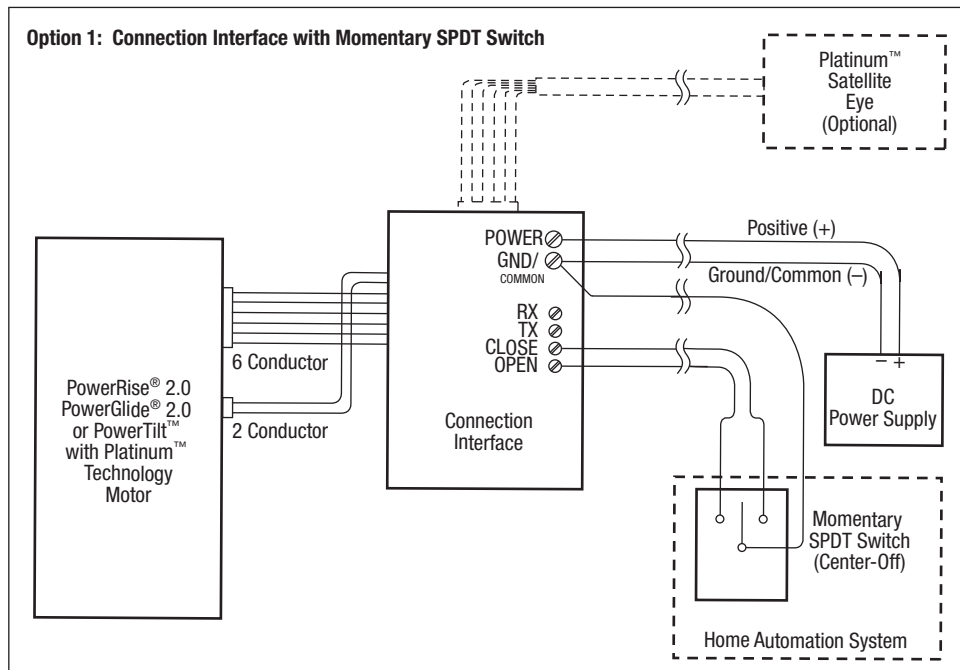 Option 1: Connection Interface with Momentary SPDT Switch
Platinum™
Satellite
Eye
(Optional)
POWER
GND/
COMMON
RX
TX
CLOSE
OPEN
Connection
Interface
Positive (+)
Ground/Common (–)
– +
DC
Power Supply
6 Conductor
2 Conductor
PowerRise® 2.0
PowerGlide® 2.0
or PowerTilt™
with Platinum™
Technology
Motor
Momentary
SPDT Switch
(Center-Off)
Home Automation System